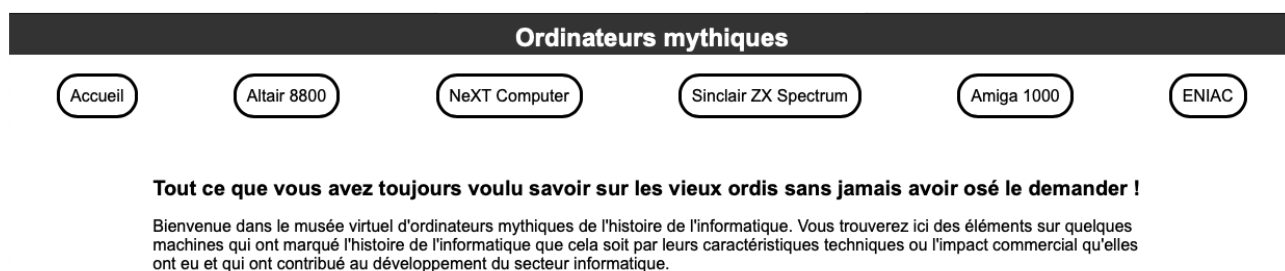 Ordinateurs mythiques
Accueil Altair 8800 NeXT Computer Sinclair ZX Spectrum Amiga 1000 ENIAC
Tout ce que vous avez toujours voulu savoir sur les vieux ordis sans jamais avoir osé le demander !
Bienvenue dans le musée virtuel d'ordinateurs mythiques de l'histoire de l'informatique. Vous trouverez ici des éléments sur quelques
machines qui ont marqué l'histoire de l'informatique que cela soit par leurs caractéristiques techniques ou l'impact commercial qu'elles
ont eu et qui ont contribué au développement du secteur informatique.